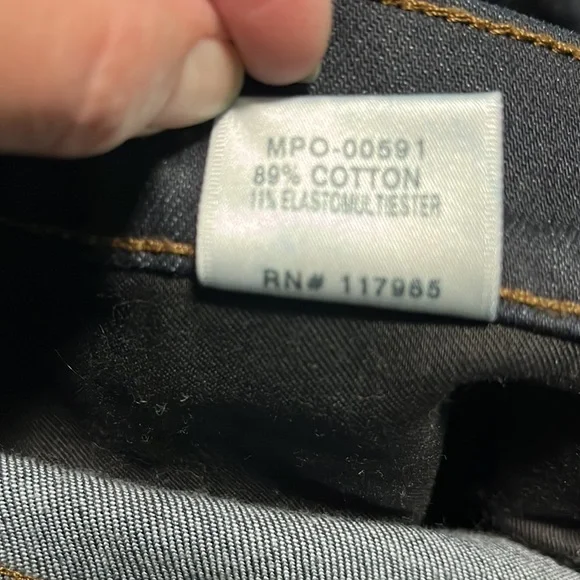 MPO-00591
89% COTTON
11% ELASTOMULTIESTER
RN# 117985